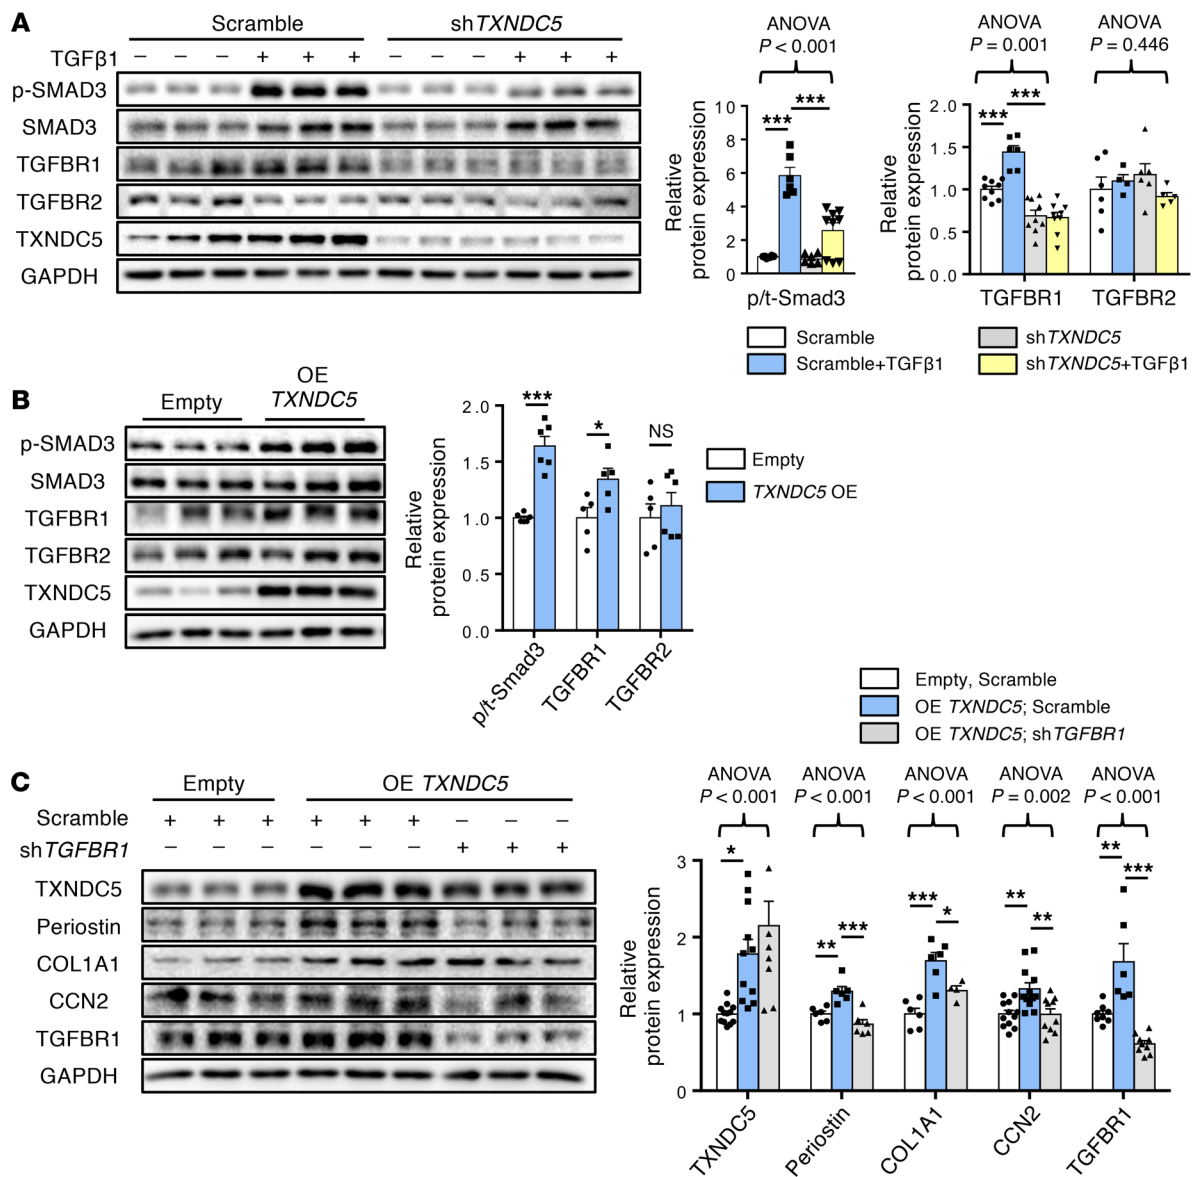 A
Scramble
shTXNDC5
TGFβ1 − − − + + + − − − + + +
p-SMAD3
SMAD3
TGFBR1
TGFBR2
TXNDC5
GAPDH
ANOVA
P < 0.001
***
***
Relative
protein expression
10
8
6
4
2
0
p/t-Smad3
ANOVA
P = 0.001
ANOVA
P = 0.446
***
***
Relative
protein expression
2.0
1.5
1.0
0.5
0.0
TGFBR1
TGFBR2
Scramble
Scramble+TGFβ1
shTXNDC5
shTXNDC5+TGFβ1
B
Empty
OE
TXNDC5
p-SMAD3
SMAD3
TGFBR1
TGFBR2
TXNDC5
GAPDH
Relative
protein expression
2.0
1.5
1.0
0.5
0.0
***
*
NS
p/t-Smad3
TGFBR1
TGFBR2
Empty
TXNDC5 OE
Empty, Scramble
OE TXNDC5; Scramble
OE TXNDC5; shTGFBR1
C
Empty
OE TXNDC5
Scramble + + + + + + − − −
shTGFBR1 − − − − − − + + +
TXNDC5
Periostin
COL1A1
CCN2
TGFBR1
GAPDH
ANOVA
P < 0.001
ANOVA
P < 0.001
ANOVA
P < 0.001
ANOVA
P = 0.002
ANOVA
P < 0.001
*
**
***
***
*
**
**
**
***
Relative
protein expression
3
2
1
0
TXNDC5
Periostin
COL1A1
CCN2
TGFBR1